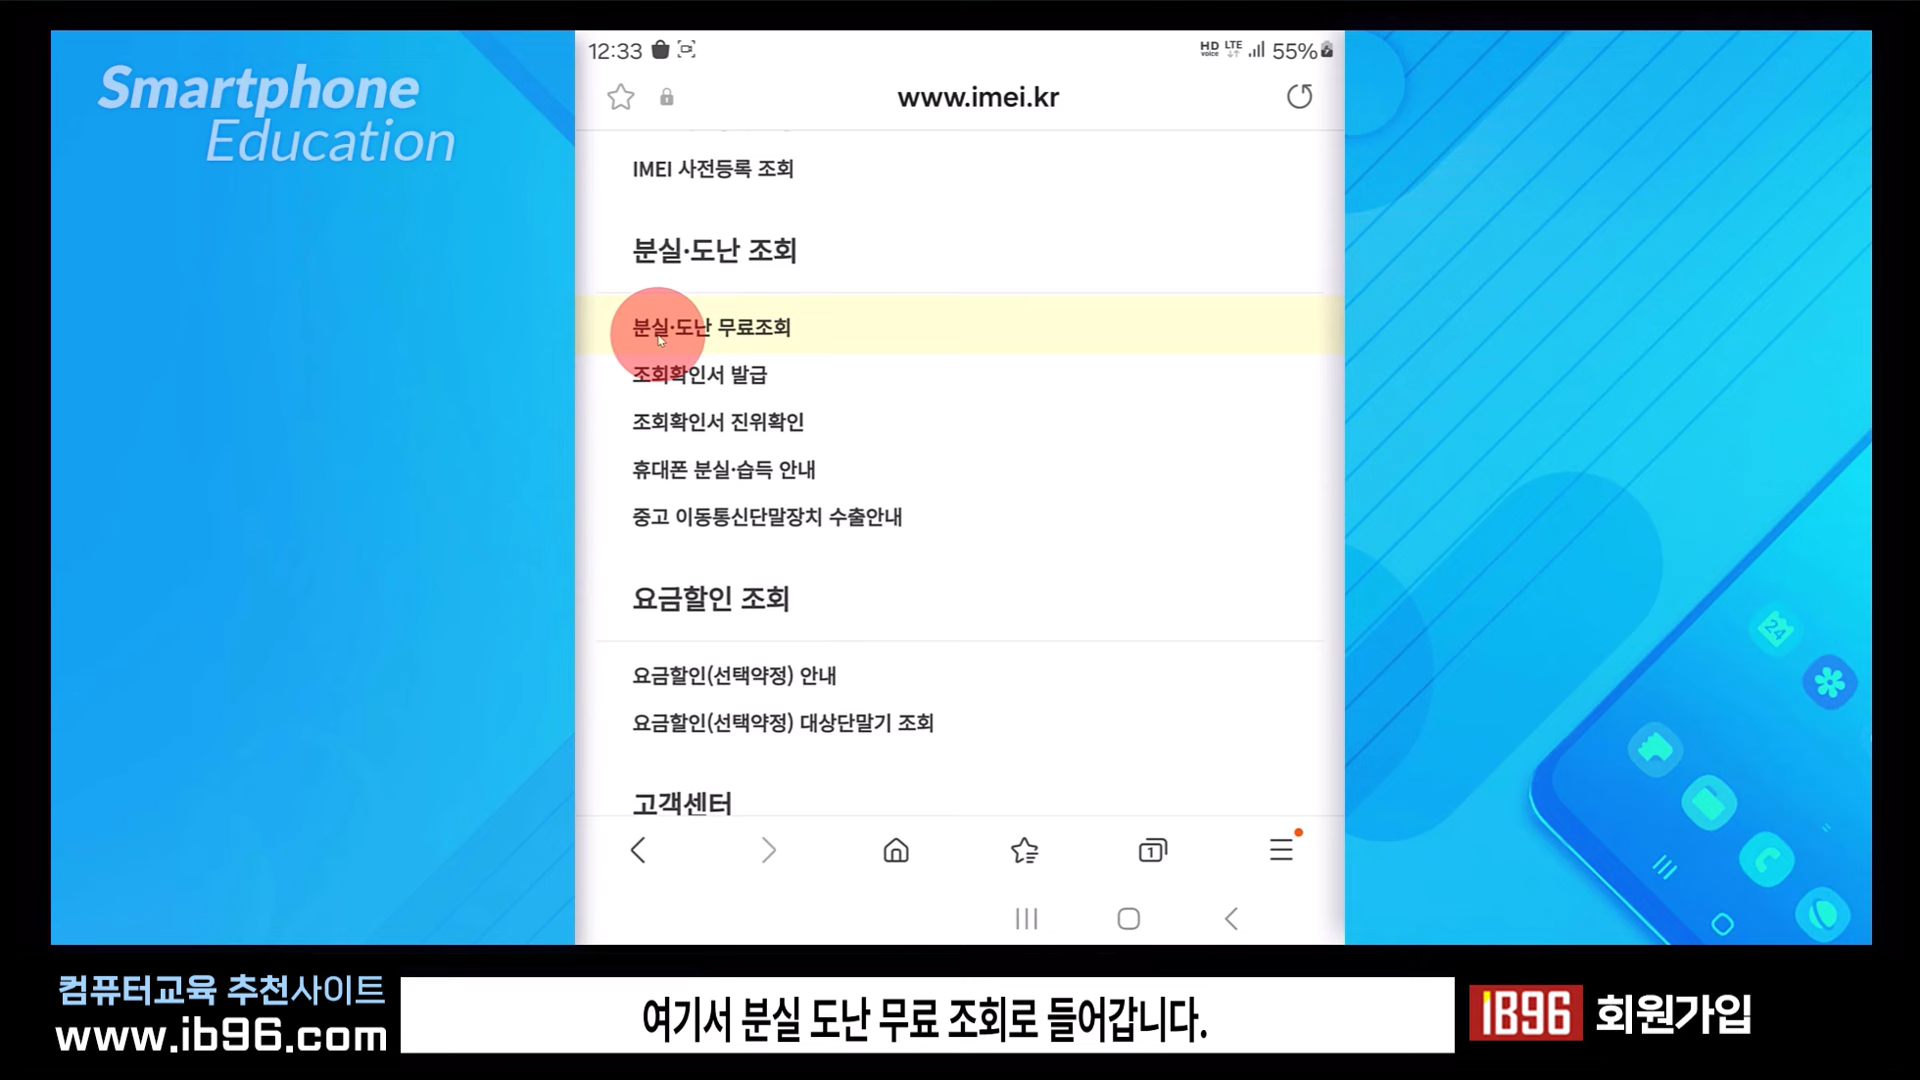 Smartphone
Education
12:33
HD voice LTE 55%
www.imei.kr
IMEI 사전등록 조회
분실·도난 조회
분실·도난 무료조회
조회확인서 발급
조회확인서 진위확인
휴대폰 분실·습득 안내
중고 이동통신단말장치 수출안내
요금할인 조회
요금할인(선택약정) 안내
요금할인(선택약정) 대상단말기 조회
고객센터
1
24
컴퓨터교육 추천사이트
www.ib96.com
여기서 분실 도난 무료 조회로 들어갑니다.
IB96 회원가입